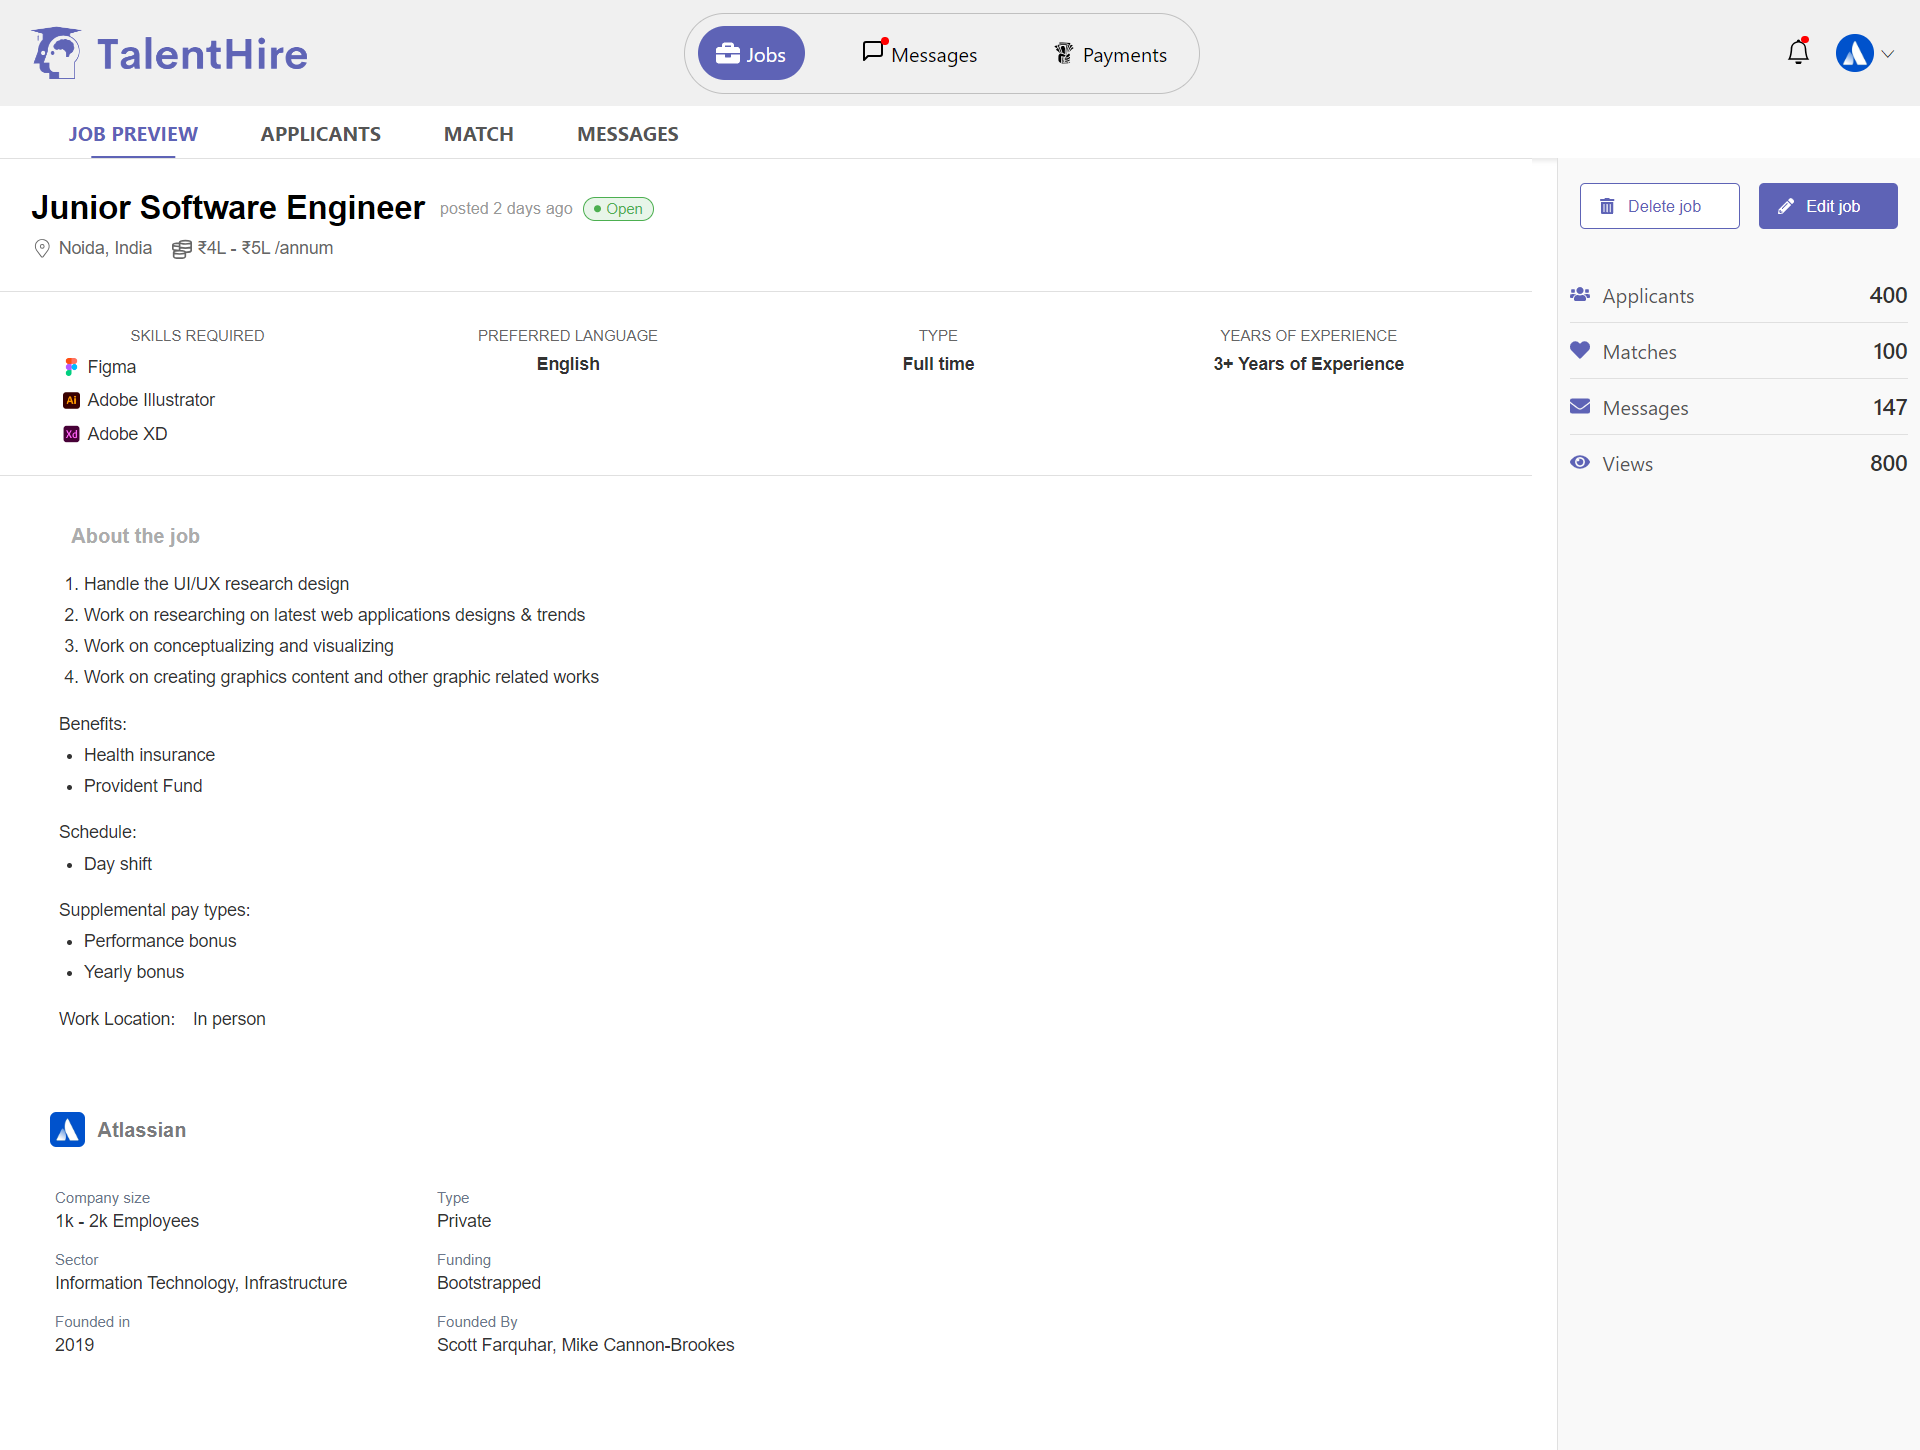 TalentHire
Jobs
Messages
Payments
JOB PREVIEW
APPLICANTS
MATCH
MESSAGES
Junior Software Engineer posted 2 days ago Open
Noida, India ₹4L - ₹5L /annum
Delete job
Edit job
Applicants 400
Matches 100
Messages 147
Views 800
SKILLS REQUIRED
Figma
Ai Adobe Illustrator
Xd Adobe XD
PREFERRED LANGUAGE
English
TYPE
Full time
YEARS OF EXPERIENCE
3+ Years of Experience
About the job
1. Handle the UI/UX research design
2. Work on researching on latest web applications designs & trends
3. Work on conceptualizing and visualizing
4. Work on creating graphics content and other graphic related works
Benefits:
• Health insurance
• Provident Fund
Schedule:
• Day shift
Supplemental pay types:
• Performance bonus
• Yearly bonus
Work Location: In person
Atlassian
Company size
1k - 2k Employees
Type
Private
Sector
Information Technology, Infrastructure
Funding
Bootstrapped
Founded in
2019
Founded By
Scott Farquhar, Mike Cannon-Brookes